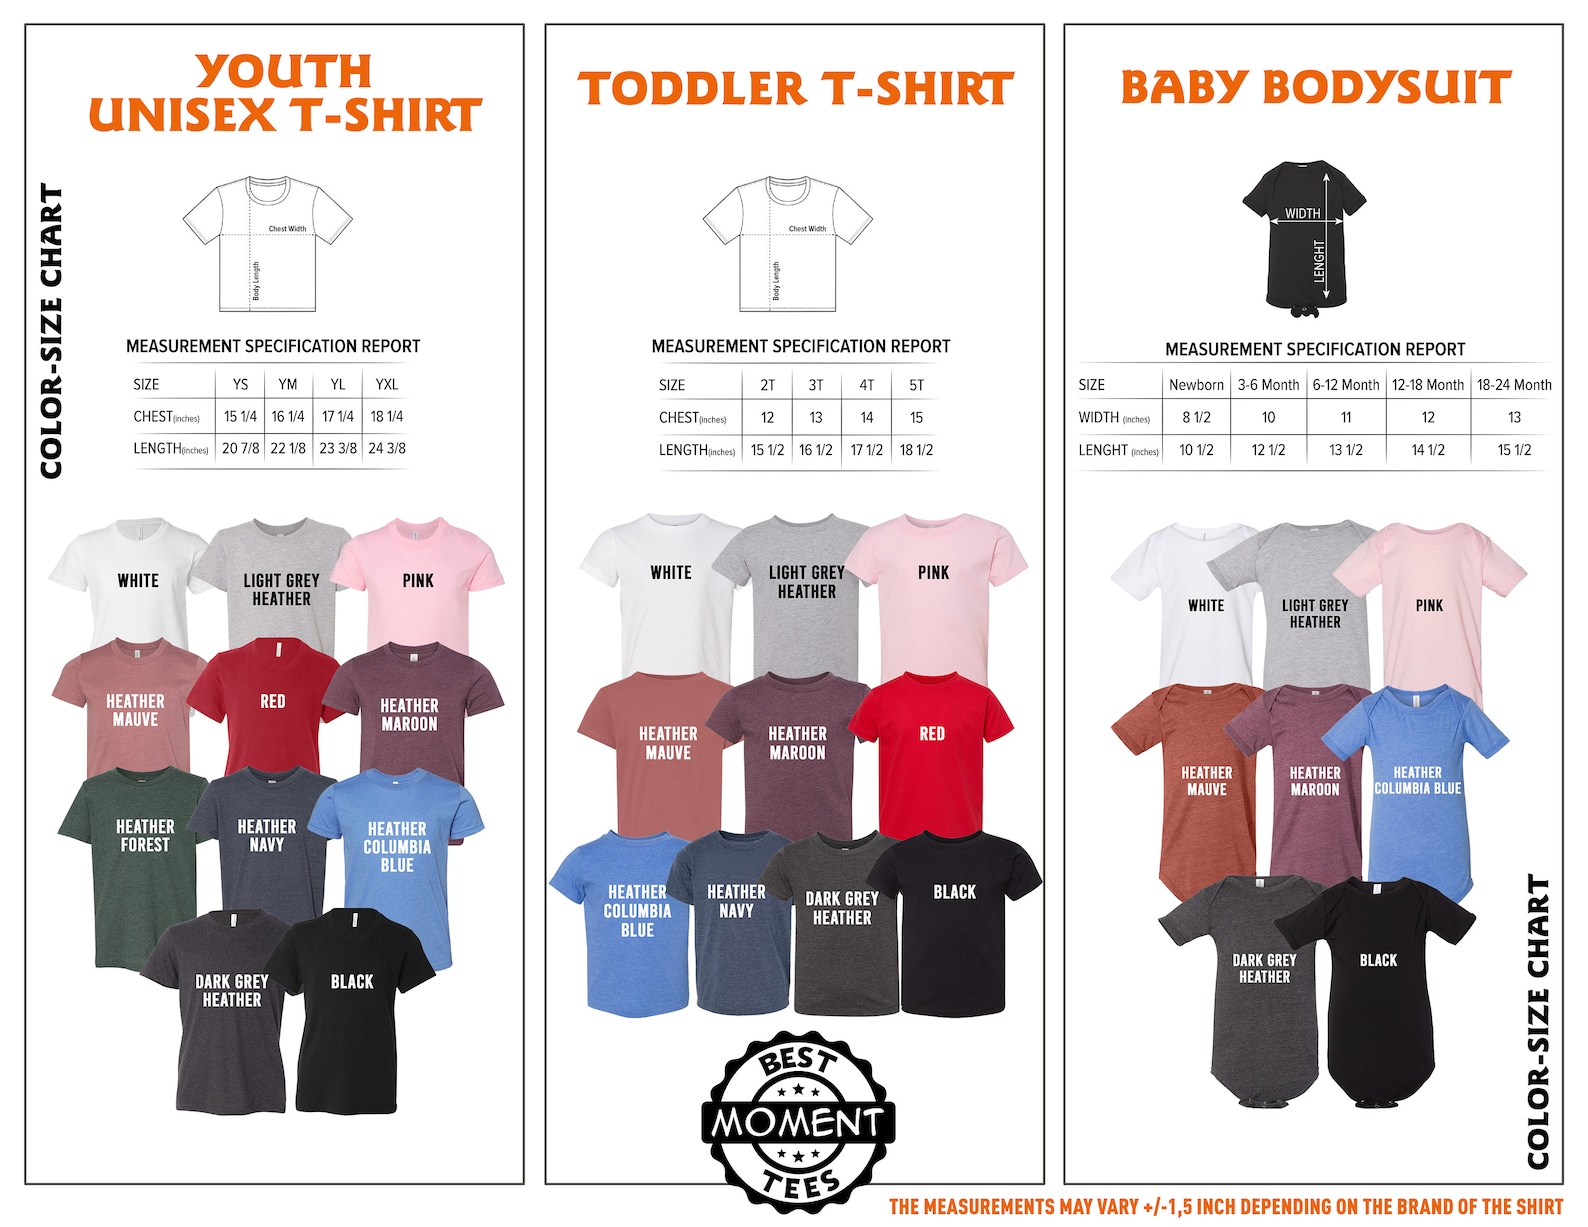 COLOR-SIZE CHART
YOUTH
UNISEX T-SHIRT
Chest Width
Body Length
MEASUREMENT SPECIFICATION REPORT
SIZE YS YM YL YXL
CHEST(inches) 15 1/4 16 1/4 17 1/4 18 1/4
LENGTH(inches) 20 7/8 22 1/8 23 3/8 24 3/8
WHITE
LIGHT GREY
HEATHER
PINK
HEATHER
MAUVE
RED
HEATHER
MAROON
HEATHER
FOREST
HEATHER
NAVY
HEATHER
COLUMBIA
BLUE
DARK GREY
HEATHER
BLACK
TODDLER T-SHIRT
Chest Width
Body Length
MEASUREMENT SPECIFICATION REPORT
SIZE 2T 3T 4T 5T
CHEST(inches) 12 13 14 15
LENGTH(inches) 15 1/2 16 1/2 17 1/2 18 1/2
WHITE
LIGHT GREY
HEATHER
PINK
HEATHER
MAUVE
HEATHER
MAROON
RED
HEATHER
COLUMBIA
BLUE
HEATHER
NAVY
DARK GREY
HEATHER
BLACK
BEST
MOMENT
TEES
BABY BODYSUIT
WIDTH
LENGHT
MEASUREMENT SPECIFICATION REPORT
SIZE Newborn 3-6 Month 6-12 Month 12-18 Month 18-24 Month
WIDTH (inches) 8 1/2 10 11 12 13
LENGHT (inches) 10 1/2 12 1/2 13 1/2 14 1/2 15 1/2
WHITE
LIGHT GREY
HEATHER
PINK
HEATHER
MAUVE
HEATHER
MAROON
HEATHER
COLUMBIA BLUE
DARK GREY
HEATHER
BLACK
COLOR-SIZE CHART
THE MEASUREMENTS MAY VARY +/-1,5 INCH DEPENDING ON THE BRAND OF THE SHIRT